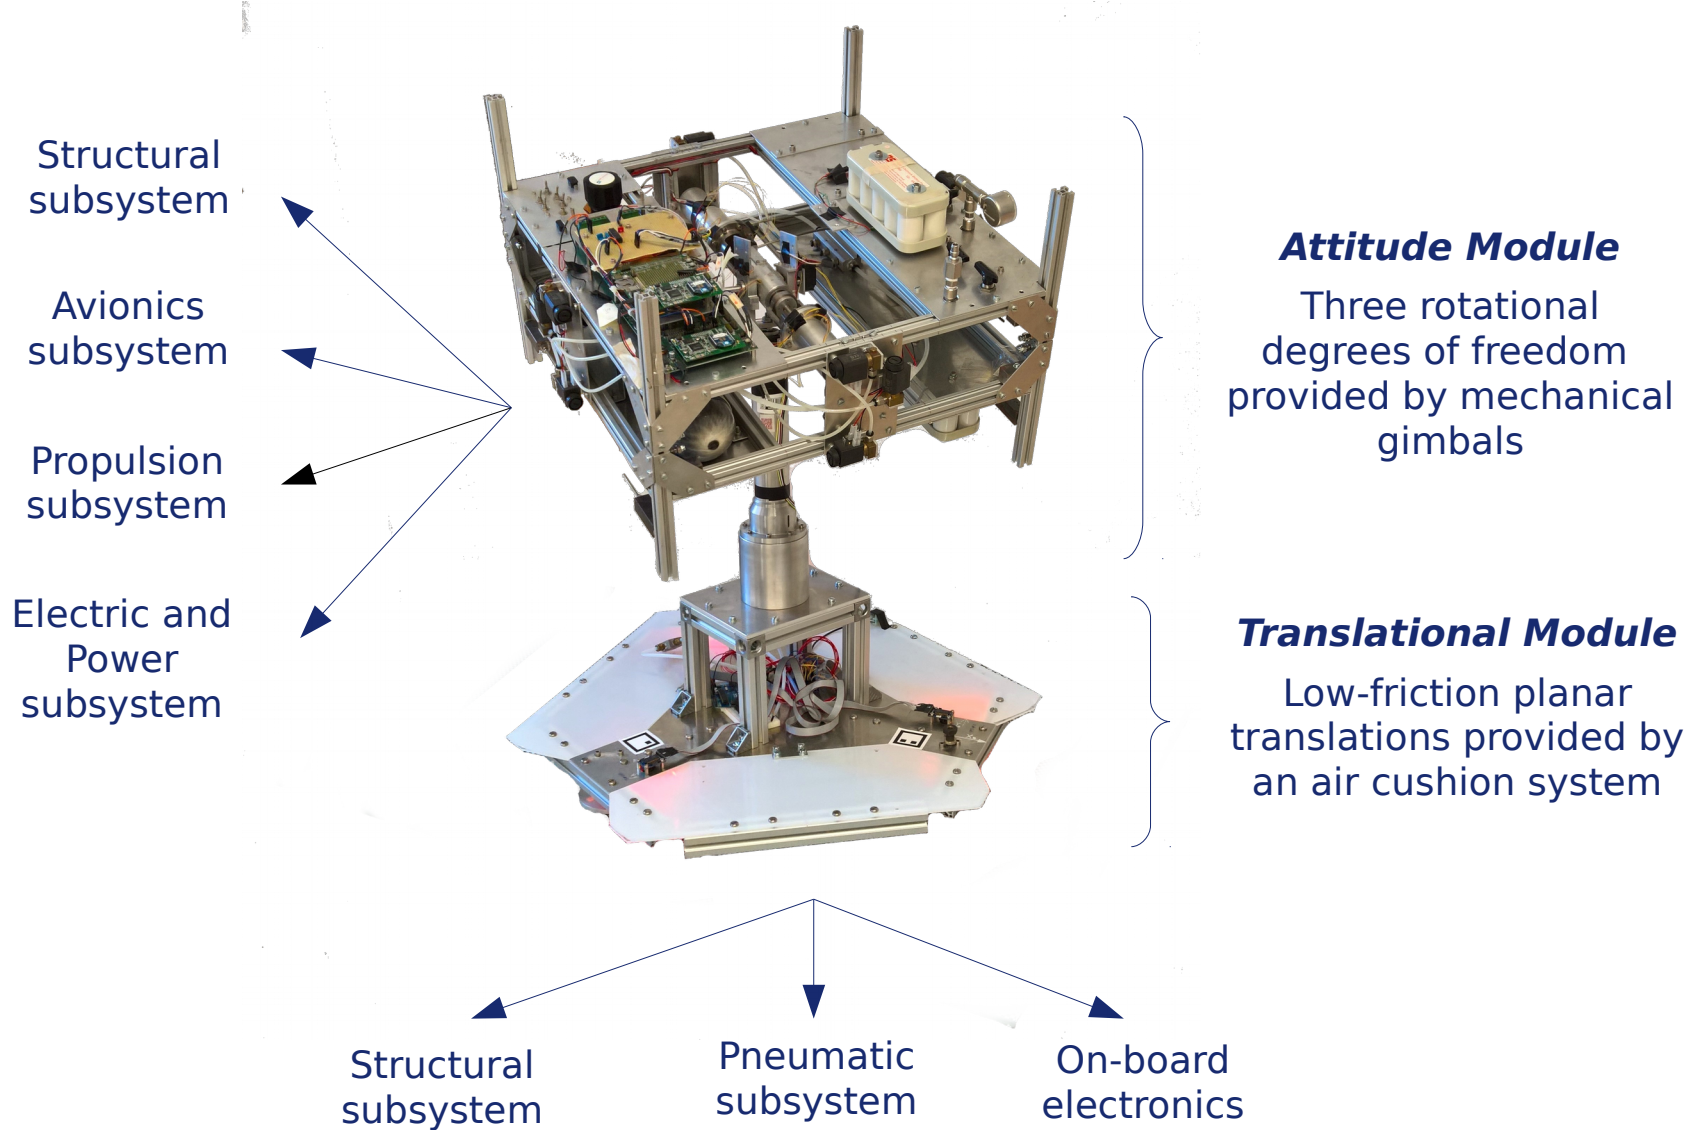 Structural
subsystem
Avionics
subsystem
Propulsion
subsystem
Electric and
Power
subsystem
Attitude Module
Three rotational
degrees of freedom
provided by mechanical
gimbals
Translational Module
Low-friction planar
translations provided by
an air cushion system
Structural
subsystem
Pneumatic
subsystem
On-board
electronics